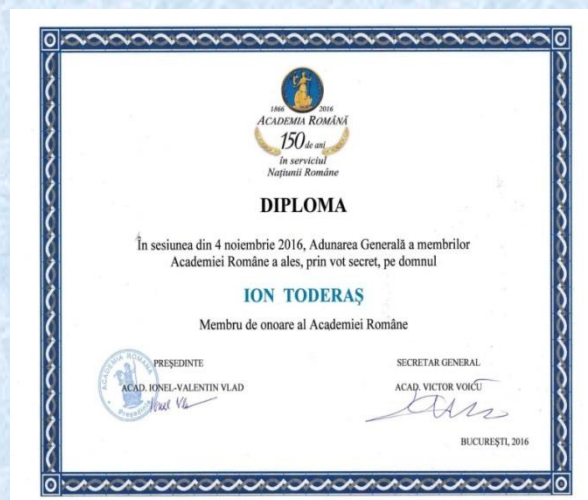 1866 2016
ACADEMIA ROMÂNĂ
150 de ani
în serviciul
Națiunii Române
DIPLOMA
În sesiunea din 4 noiembrie 2016, Adunarea Generală a membrilor
Academiei Române a ales, prin vot secret, pe domnul
ION TODERAȘ
Membru de onoare al Academiei Române
PREȘEDINTE
SECRETAR GENERAL
ACAD. IONEL-VALENTIN VLAD
ACAD. VICTOR VOICU
ACADEMIA ROMÂNĂ
BUCUREȘTI, 2016